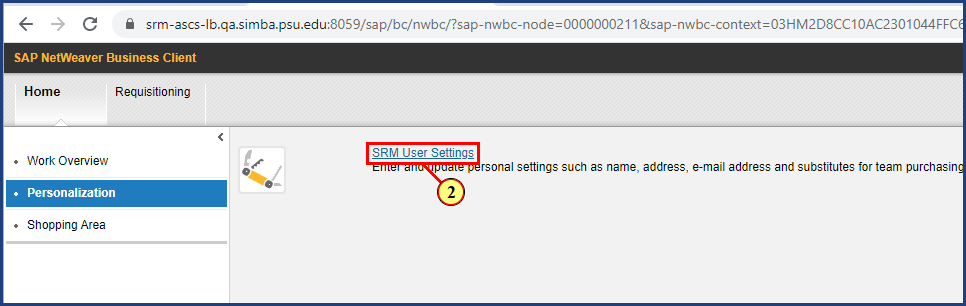 srm-ascs-lb.qa.simba.psu.edu:8059/sap/bc/nwbc/?sap-nwbc-node=0000000211&sap-nwbc-context=03HM2D8CC10AC2301044FFC6
SAP NetWeaver Business Client
Home Requisitioning
Work Overview
Personalization
Shopping Area
SRM User Settings
Enter and update personal settings such as name, address, e-mail address and substitutes for team purchasing
2